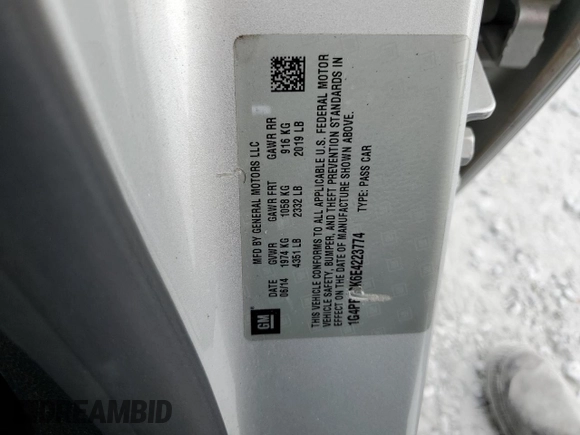 MFD BY GENERAL MOTORS LLC
DATE GVWR GAWR FRT GAWR RR
06/14 1974 KG 1058 KG 916 KG
4351 LB 2332 LB 2019 LB
THIS VEHICLE CONFORMS TO ALL APPLICABLE U.S. FEDERAL MOTOR
VEHICLE SAFETY, BUMPER, AND THEFT PREVENTION STANDARDS IN
EFFECT ON THE DATE OF MANUFACTURE SHOWN ABOVE.
TYPE: PASS CAR
GM
DREAMBID